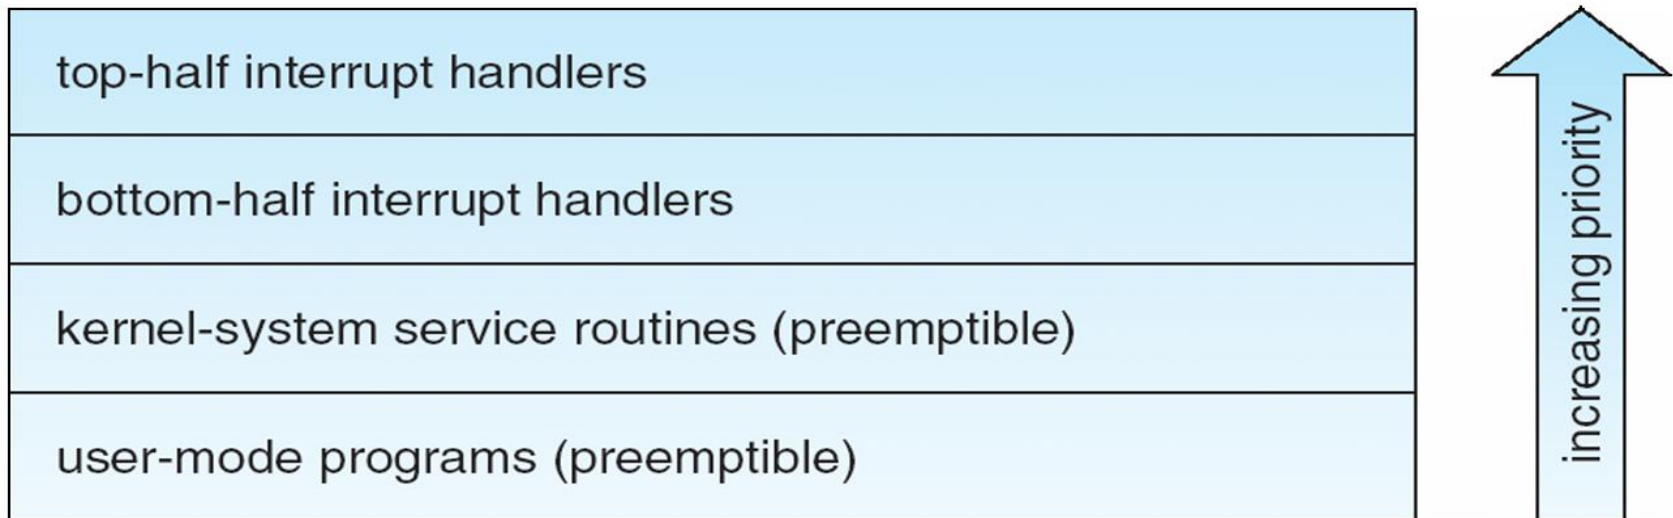 top-half interrupt handlers
bottom-half interrupt handlers
kernel-system service routines (preemptible)
user-mode programs (preemptible)
increasing priority